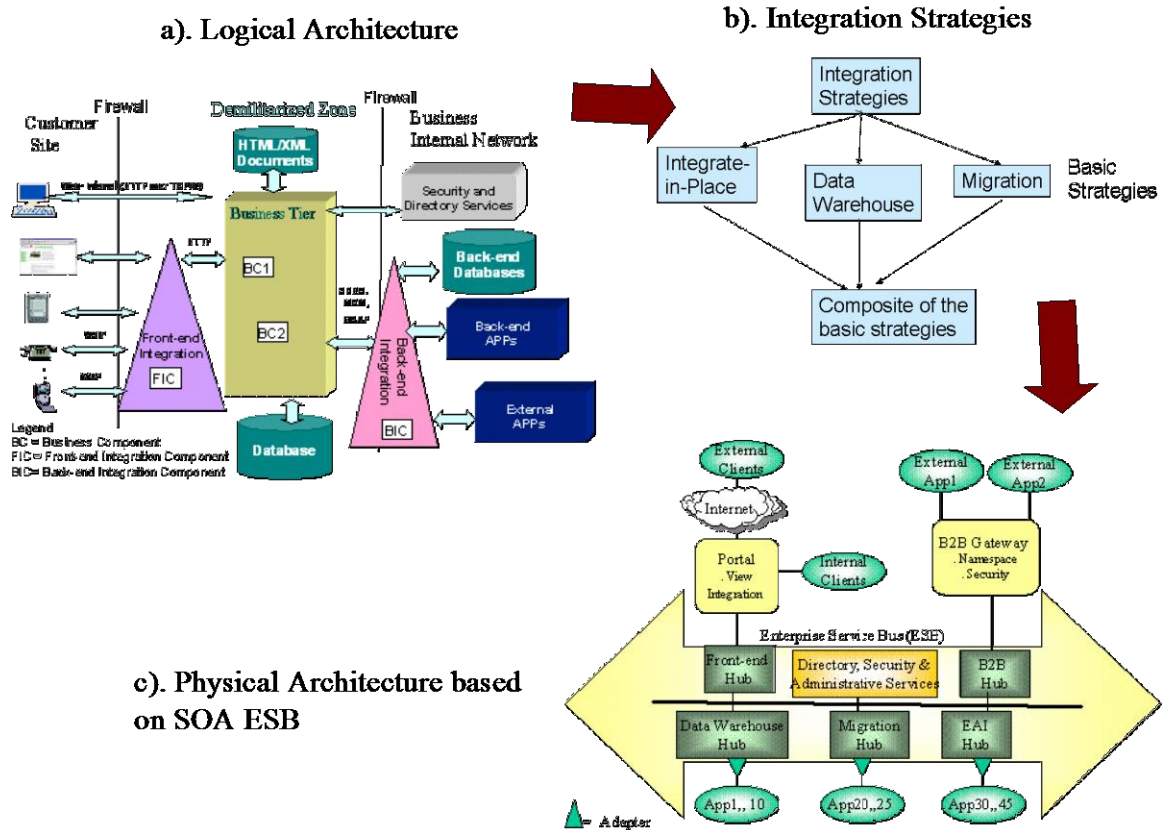 a). Logical Architecture
Firewall
Customer
Site
Demilitarized Zone
Firewall
Business
Internal Network
HTML/XML
Documents
Security and
Directory Services
Business Tier
HTTP
BC1
BC2
Back-end
Databases
Back-end
APPs
External
APPs
Front-end
Integration
FIC
Back-end
Integration
BIC
Database
Legend
BC = Business Component
FIC= Front-end Integration Component
BIC= Back-end Integration Component
b). Integration Strategies
Integration
Strategies
Integrate-
in-Place
Data
Warehouse
Migration
Basic
Strategies
Composite of the
basic strategies
c). Physical Architecture based
on SOA ESB
External
Clients
Internet
Portal
. View
Integration
Internal
Clients
External
App1
External
App2
B2B Gateway
. Namespace
. Security
Enterprise Service Bus(ESB)
Front-end
Hub
Directory, Security &
Administrative Services
B2B
Hub
Data Warehouse
Hub
Migration
Hub
EAI
Hub
App1,, 10
App20,,25
App30,,45
= Adapter